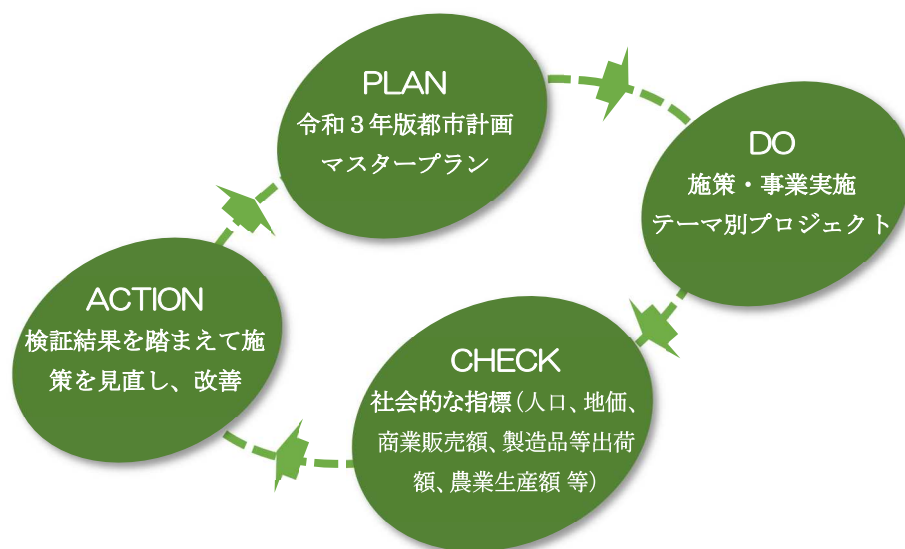 PLAN
令和３年版都市計画
マスタープラン
DO
施策・事業実施
テーマ別プロジェクト
CHECK
社会的な指標（人口、地価、
商業販売額、製造品等出荷
額、農業生産額 等）
ACTION
検証結果を踏まえて施
策を見直し、改善